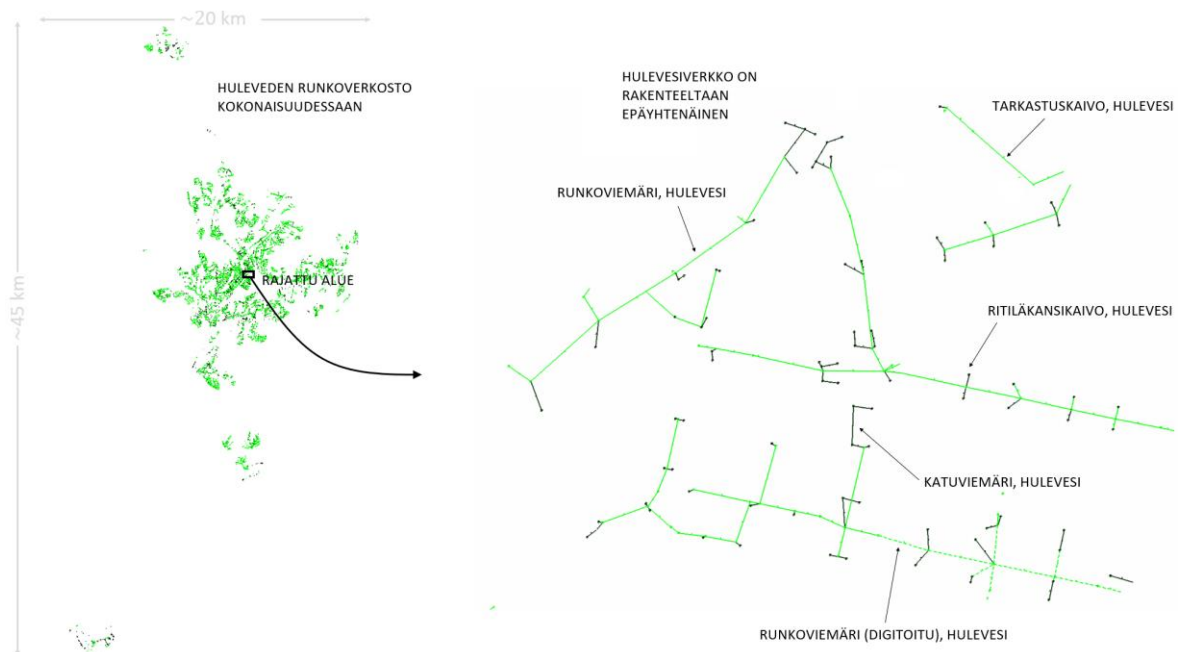 ~20 km
~45 km
HULEVEDEN RUNKOVERKOSTO
KOKONAISUUDESSAAN
RAJATTU ALUE
HULEVESIVERKKO ON
RAKENTEELTAAN
EPÄYHTENÄINEN
TARKASTUSKAIVO, HULEVESI
RUNKOVIEMÄRI, HULEVESI
RITILÄKANSIKAIVO, HULEVESI
KATUVIEMÄRI, HULEVESI
RUNKOVIEMÄRI (DIGITOITU), HULEVESI